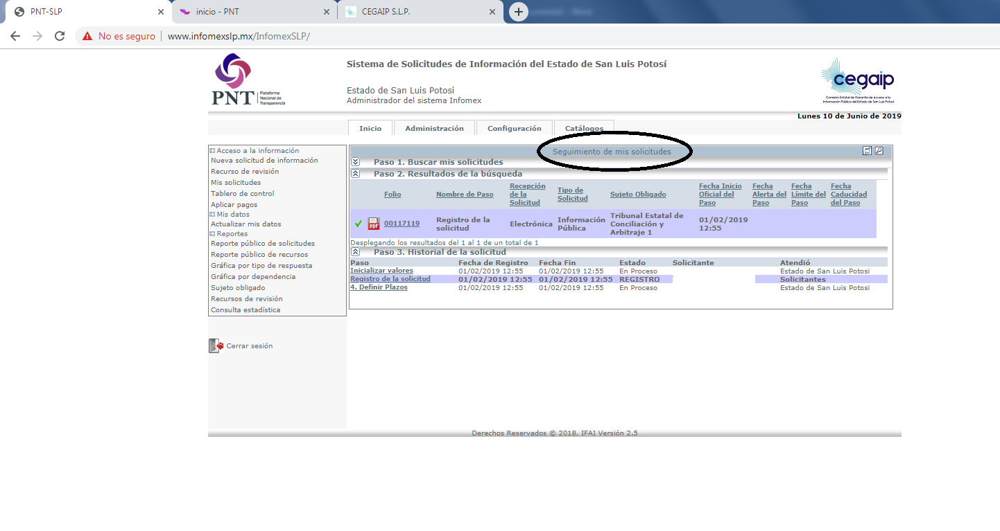 PNT-SLP
inicio - PNT
CEGAIP S.L.P.
No es seguro
www.infomexslp.mx/InfomexSLP/
PNT
Plataforma
Nacional de
Transparencia
Sistema de Solicitudes de Información del Estado de San Luis Potosí
Estado de San Luis Potosi
Administrador del sistema Infomex
cegaip
Comisión Estatal de Garantía de Acceso a la
Información Pública del Estado de San Luis Potosí
Lunes 10 de Junio de 2019
Inicio Administración Configuración Catálogos
Acceso a la información
Nueva solicitud de información
Recurso de revisión
Mis solicitudes
Tablero de control
Aplicar pagos
Mis datos
Actualizar mis datos
Reportes
Reporte público de solicitudes
Reporte público de recursos
Gráfica por tipo de respuesta
Gráfica por dependencia
Sujeto obligado
Recursos de revisión
Consulta estadística
Cerrar sesión
Seguimiento de mis solicitudes
Paso 1. Buscar mis solicitudes
Paso 2. Resultados de la búsqueda
Folio
Nombre de Paso
Recepción
de la
Solicitud
Tipo de
Solicitud
Sujeto Obligado
Fecha Inicio
Oficial del
Paso
Fecha
Alerta del
Paso
Fecha
Límite del
Paso
Fecha
Caducidad
del Paso
PDF
00117119
Registro de la
solicitud
Electrónica
Información
Pública
Tribunal Estatal de
Conciliación y
Arbitraje 1
01/02/2019
12:55
Desplegando los resultados del 1 al 1 de un total de 1
Paso 3. Historial de la solicitud
Paso Fecha de Registro Fecha Fin Estado Solicitante Atendió
Inicializar valores 01/02/2019 12:55 01/02/2019 12:55 En Proceso Estado de San Luis Potosi
Registro de la solicitud 01/02/2019 12:55 01/02/2019 12:55 REGISTRO Solicitantes
4. Definir Plazos 01/02/2019 12:55 01/02/2019 12:55 En Proceso Estado de San Luis Potosi
Derechos Reservados © 2018, IFAI Versión 2.5